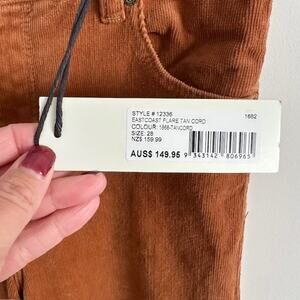 STYLE # 12336 1682
EASTCOAST FLARE TAN CORD
COLOUR: 1868-TANCORD
SIZE: 28
NZ$ 159.99
AUS$ 149.95 9 343142 806965